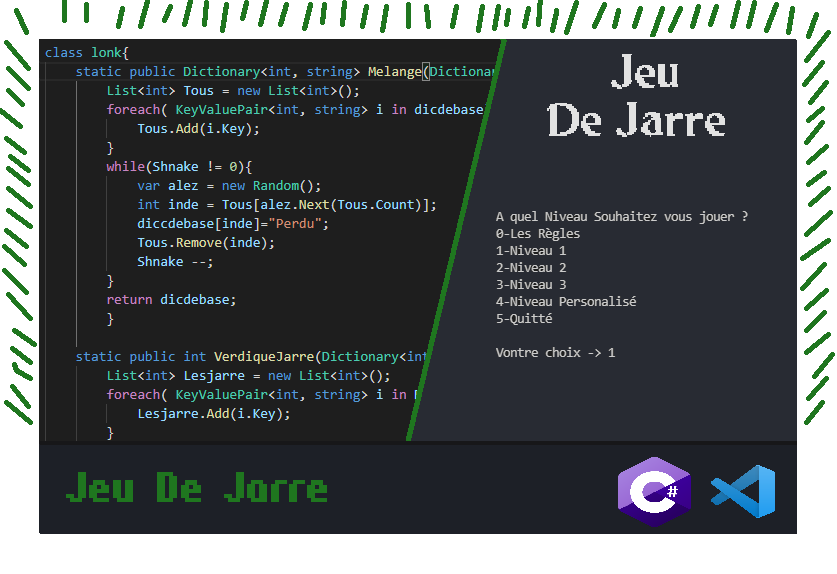 class lonk{
static public Dictionary<int, string> Melange(Dictionar
List<int> Tous = new List<int>();
foreach( KeyValuePair<int, string> i in dicdebase
Tous.Add(i.Key);
}
while(Shnake != 0){
var alez = new Random();
int inde = Tous[alez.Next(Tous.Count)];
diccdebase[inde]="Perdu";
Tous.Remove(inde);
Shnake --;
}
return dicdebase;
}
static public int VerdiqueJarre(Dictionary<int
List<int> Lesjarre = new List<int>();
foreach( KeyValuePair<int, string> i in
Lesjarre.Add(i.Key);
}
Jeu
De Jarre
A quel Niveau Souhaitez vous jouer ?
0-Les Règles
1-Niveau 1
2-Niveau 2
3-Niveau 3
4-Niveau Personalisé
5-Quitté
Vontre choix -> 1
Jeu De Jarre
C#